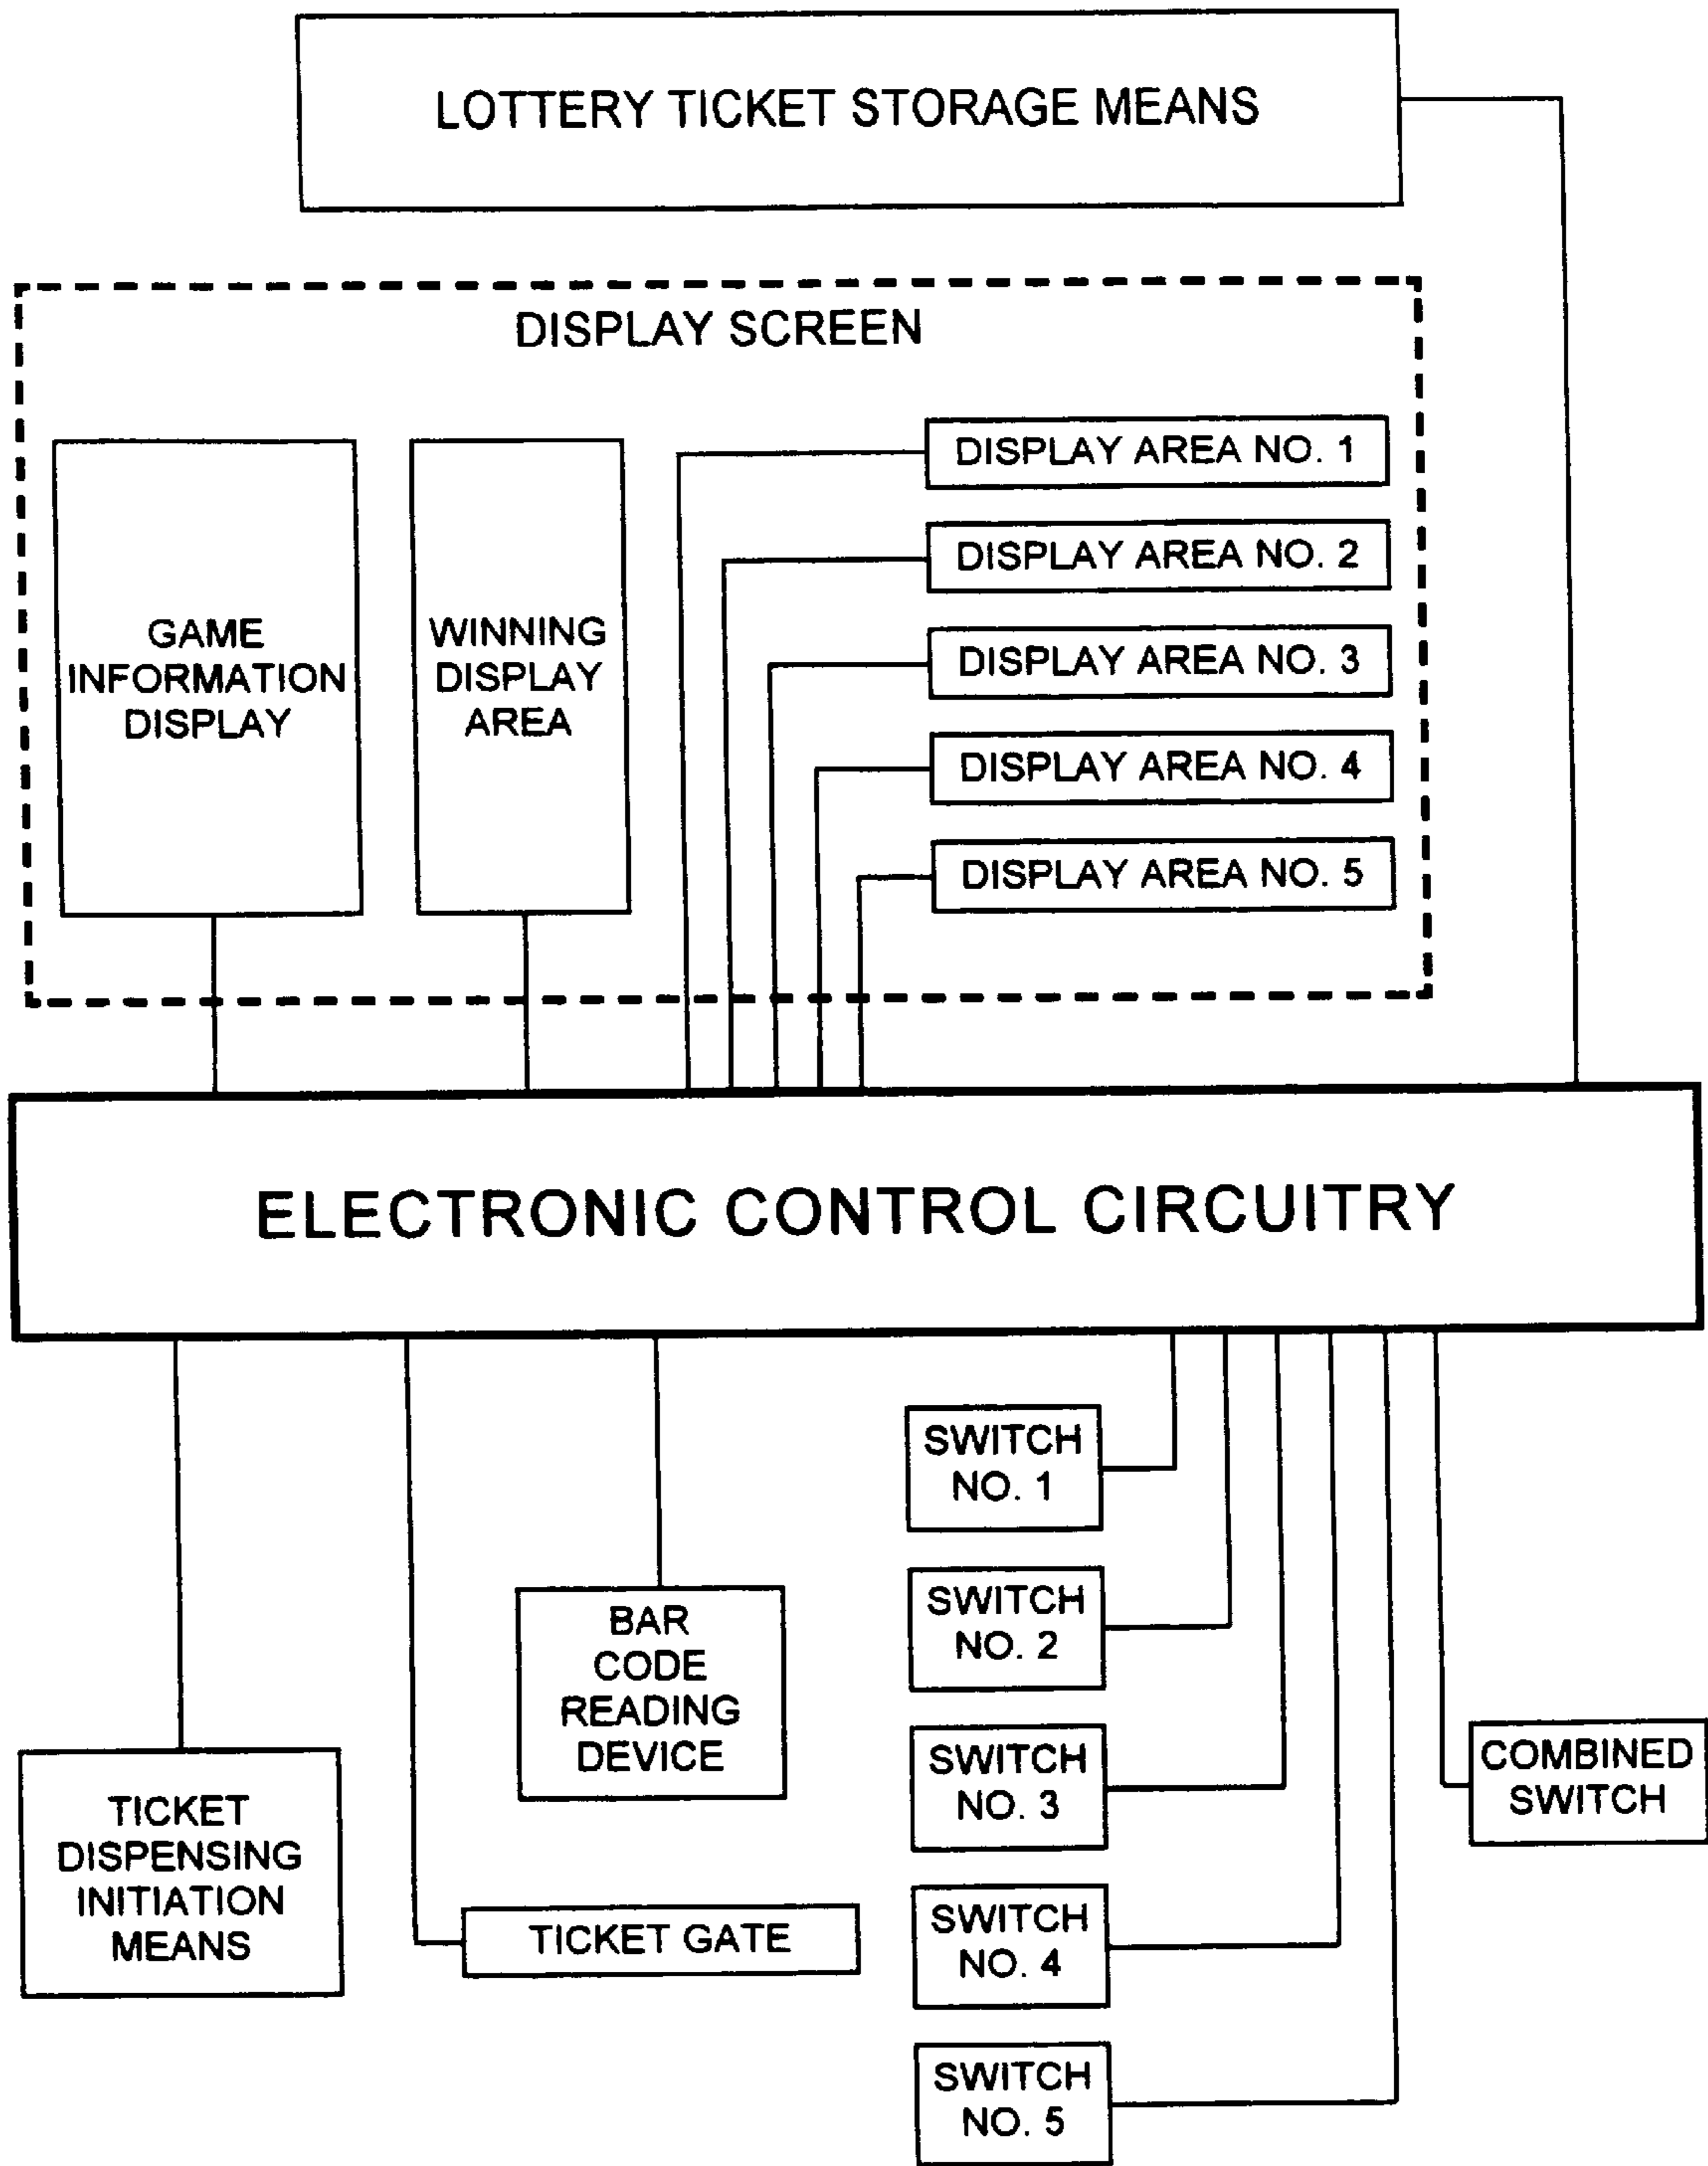 LOTTERY TICKET STORAGE MEANS
DISPLAY SCREEN
GAME
INFORMATION
DISPLAY
WINNING
DISPLAY
AREA
DISPLAY AREA NO. 1
DISPLAY AREA NO. 2
DISPLAY AREA NO. 3
DISPLAY AREA NO. 4
DISPLAY AREA NO. 5
ELECTRONIC CONTROL CIRCUITRY
TICKET
DISPENSING
INITIATION
MEANS
TICKET GATE
BAR
CODE
READING
DEVICE
SWITCH
NO. 1
SWITCH
NO. 2
SWITCH
NO. 3
SWITCH
NO. 4
SWITCH
NO. 5
COMBINED
SWITCH